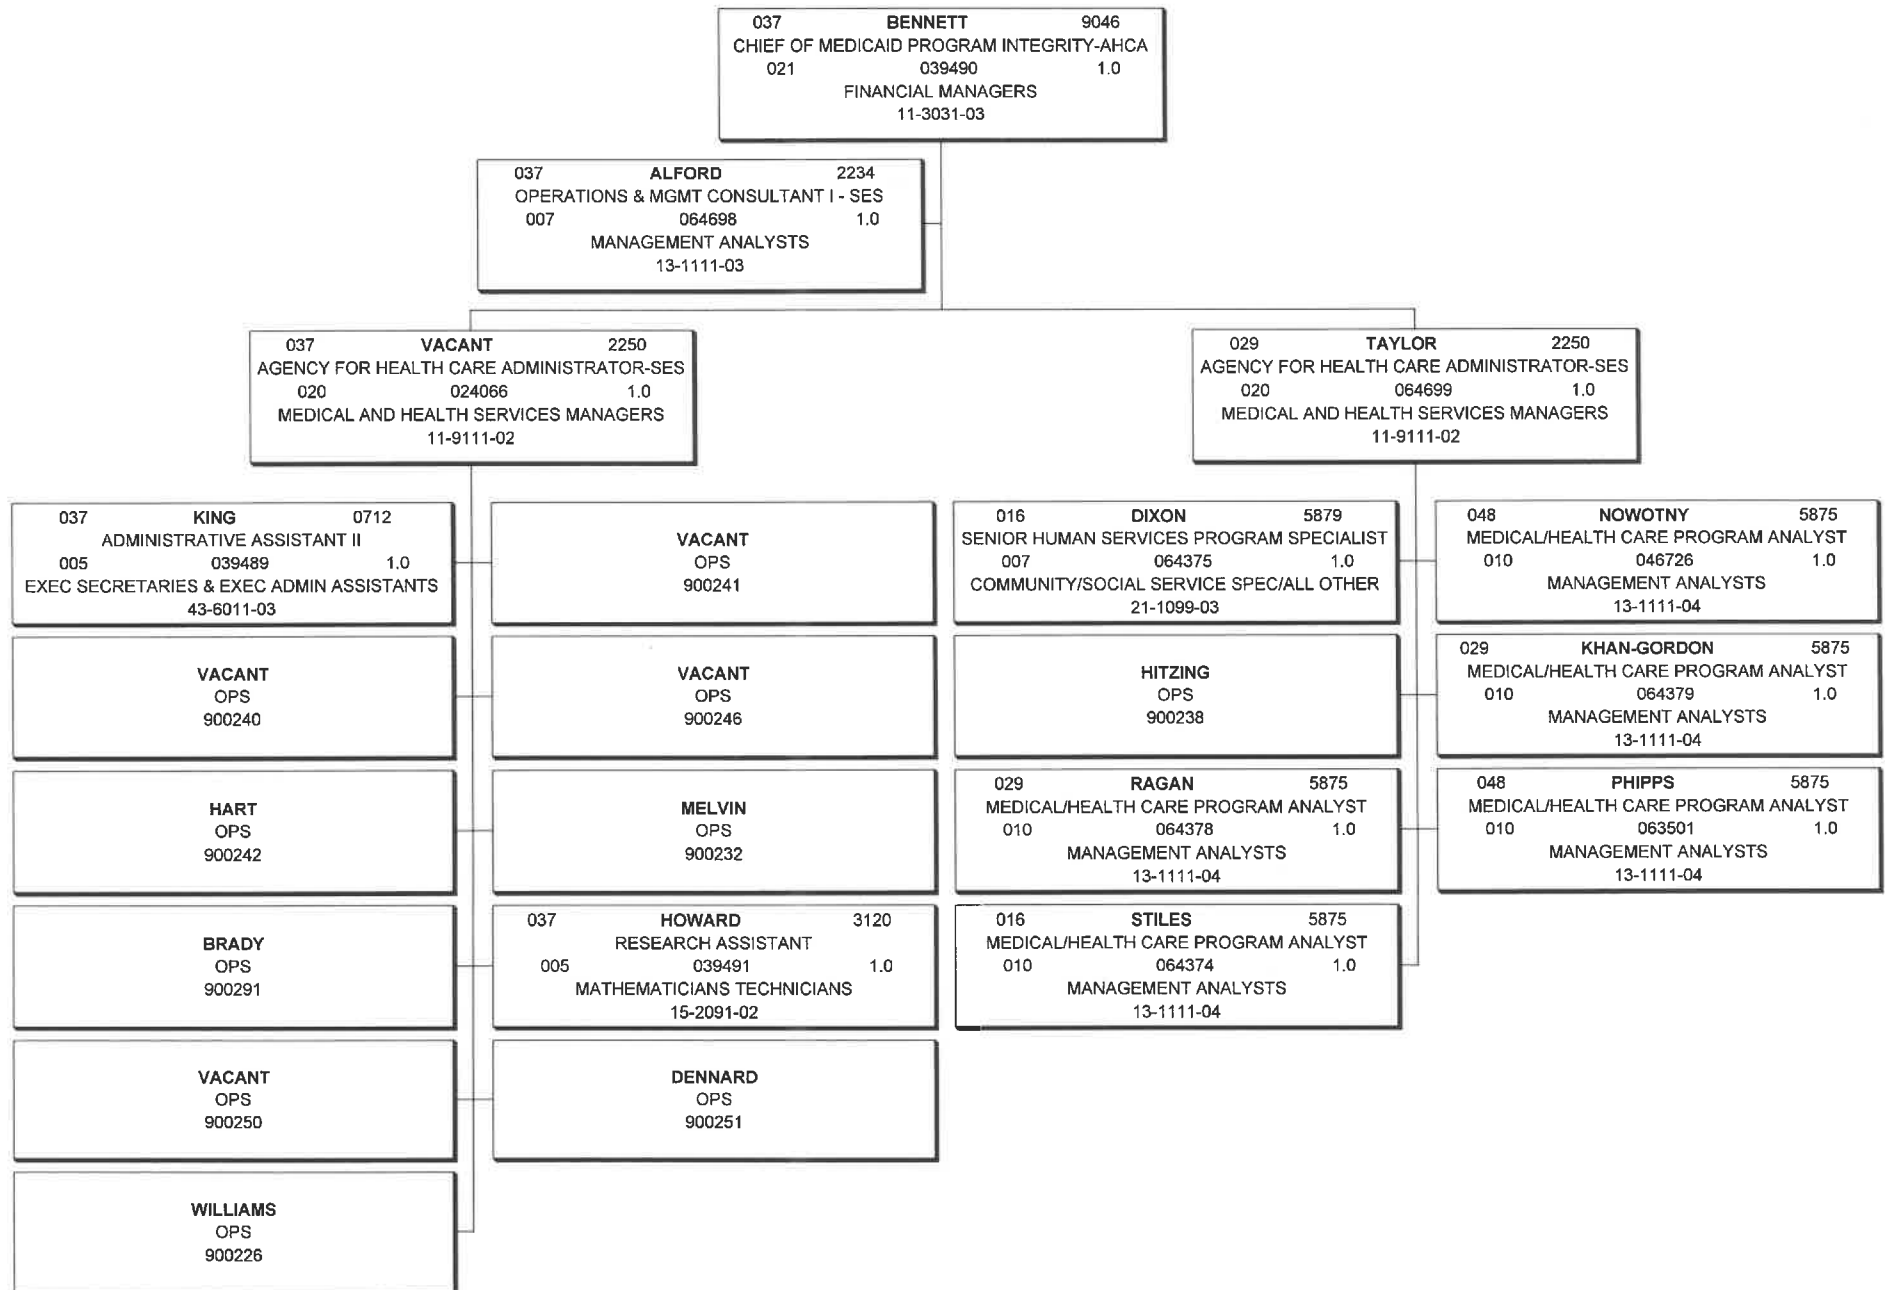 037 BENNETT 9046
CHIEF OF MEDICAID PROGRAM INTEGRITY-AHCA
021 039490 1.0
FINANCIAL MANAGERS
11-3031-03
037 ALFORD 2234
OPERATIONS & MGMT CONSULTANT I - SES
007 064698 1.0
MANAGEMENT ANALYSTS
13-1111-03
037 VACANT 2250
AGENCY FOR HEALTH CARE ADMINISTRATOR-SES
020 024066 1.0
MEDICAL AND HEALTH SERVICES MANAGERS
11-9111-02
029 TAYLOR 2250
AGENCY FOR HEALTH CARE ADMINISTRATOR-SES
020 064699 1.0
MEDICAL AND HEALTH SERVICES MANAGERS
11-9111-02
037 KING 0712
ADMINISTRATIVE ASSISTANT II
005 039489 1.0
EXEC SECRETARIES & EXEC ADMIN ASSISTANTS
43-6011-03
VACANT
OPS
900241
016 DIXON 5879
SENIOR HUMAN SERVICES PROGRAM SPECIALIST
007 064375 1.0
COMMUNITY/SOCIAL SERVICE SPEC/ALL OTHER
21-1099-03
048 NOWOTNY 5875
MEDICAL/HEALTH CARE PROGRAM ANALYST
010 046726 1.0
MANAGEMENT ANALYSTS
13-1111-04
VACANT
OPS
900240
VACANT
OPS
900246
HITZING
OPS
900238
029 KHAN-GORDON 5875
MEDICAL/HEALTH CARE PROGRAM ANALYST
010 064379 1.0
MANAGEMENT ANALYSTS
13-1111-04
HART
OPS
900242
MELVIN
OPS
900232
029 RAGAN 5875
MEDICAL/HEALTH CARE PROGRAM ANALYST
010 064378 1.0
MANAGEMENT ANALYSTS
13-1111-04
048 PHIPPS 5875
MEDICAL/HEALTH CARE PROGRAM ANALYST
010 063501 1.0
MANAGEMENT ANALYSTS
13-1111-04
BRADY
OPS
900291
037 HOWARD 3120
RESEARCH ASSISTANT
005 039491 1.0
MATHEMATICIANS TECHNICIANS
15-2091-02
016 STILES 5875
MEDICAL/HEALTH CARE PROGRAM ANALYST
010 064374 1.0
MANAGEMENT ANALYSTS
13-1111-04
VACANT
OPS
900250
DENNARD
OPS
900251
WILLIAMS
OPS
900226